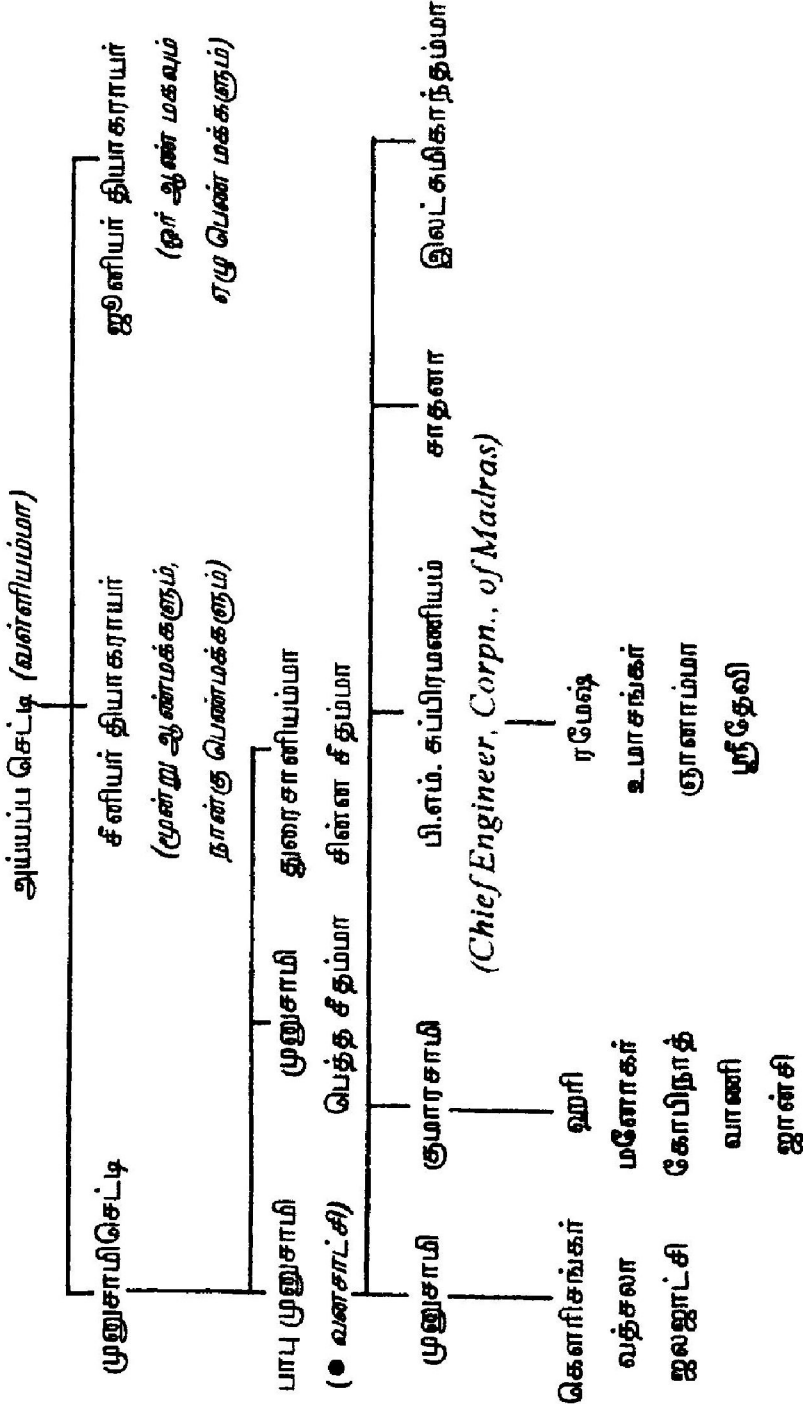 அய்யப்ப செட்டி (வள்ளியம்மா)
முனுசாமிசெட்டி சீனியர் தியாகராயர் ஜூனியர் தியாகராயர்
(மூன்று ஆண்மக்களும், (ஓர் ஆண் மகவும்
நான்கு பெண்மக்களும்) ஏழு பெண் மக்களும்)
பாபு முனுசாமி முனுசாமி துரைசானியம்மா
(● வனசாட்சி) பெத்த சீதம்மா சின்ன சீதம்மா
முனுசாமி குமாரசாமி பி.எம். சுப்பிரமணியம் சாதனா இலட்சுமிகாந்தம்மா
(Chief Engineer, Corpn., of Madras)
கௌரிசங்கர் ஹரி ரமேஷ்
வத்சலா மனோகர் உமாசங்கர்
ஜலஜாட்சி கோபிநாத் ஞானாம்மா
வாணி ஸ்ரீதேவி
ஜான்சி